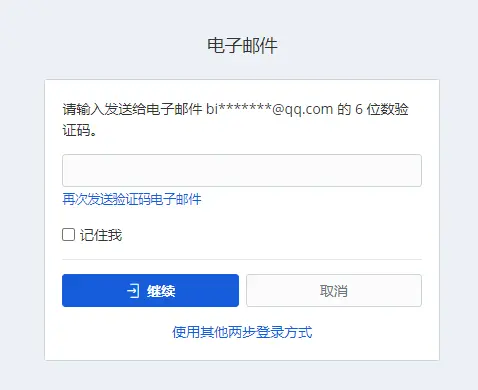 电子邮件
请输入发送给电子邮件 bi*******@qq.com 的 6 位数验
证码。
再次发送验证码电子邮件
记住我
继续
取消
使用其他两步登录方式